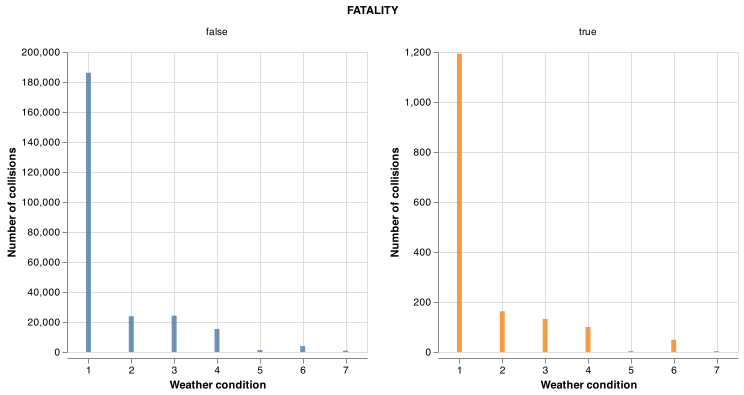 FATALITY
false
true
200,000
180,000
160,000
140,000
120,000
100,000
80,000
60,000
40,000
20,000
0
Number of collisions
1 2 3 4 5 6 7
Weather condition
1,200
1,000
800
600
400
200
0
Number of collisions
1 2 3 4 5 6 7
Weather condition